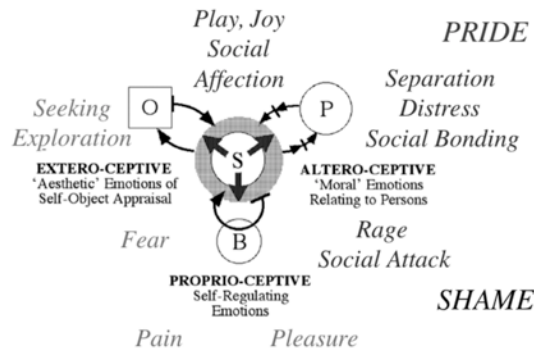 Play, Joy
Social
Affection
PRIDE
O
P
Seeking
Exploration
Separation
Distress
Social Bonding
S
EXTERO-CEPTIVE
'Aesthetic' Emotions of
Self-Object Appraisal
ALTERO-CEPTIVE
'Moral' Emotions
Relating to Persons
Fear
B
Rage
Social Attack
PROPRIO-CEPTIVE
Self-Regulating
Emotions
SHAME
Pain
Pleasure